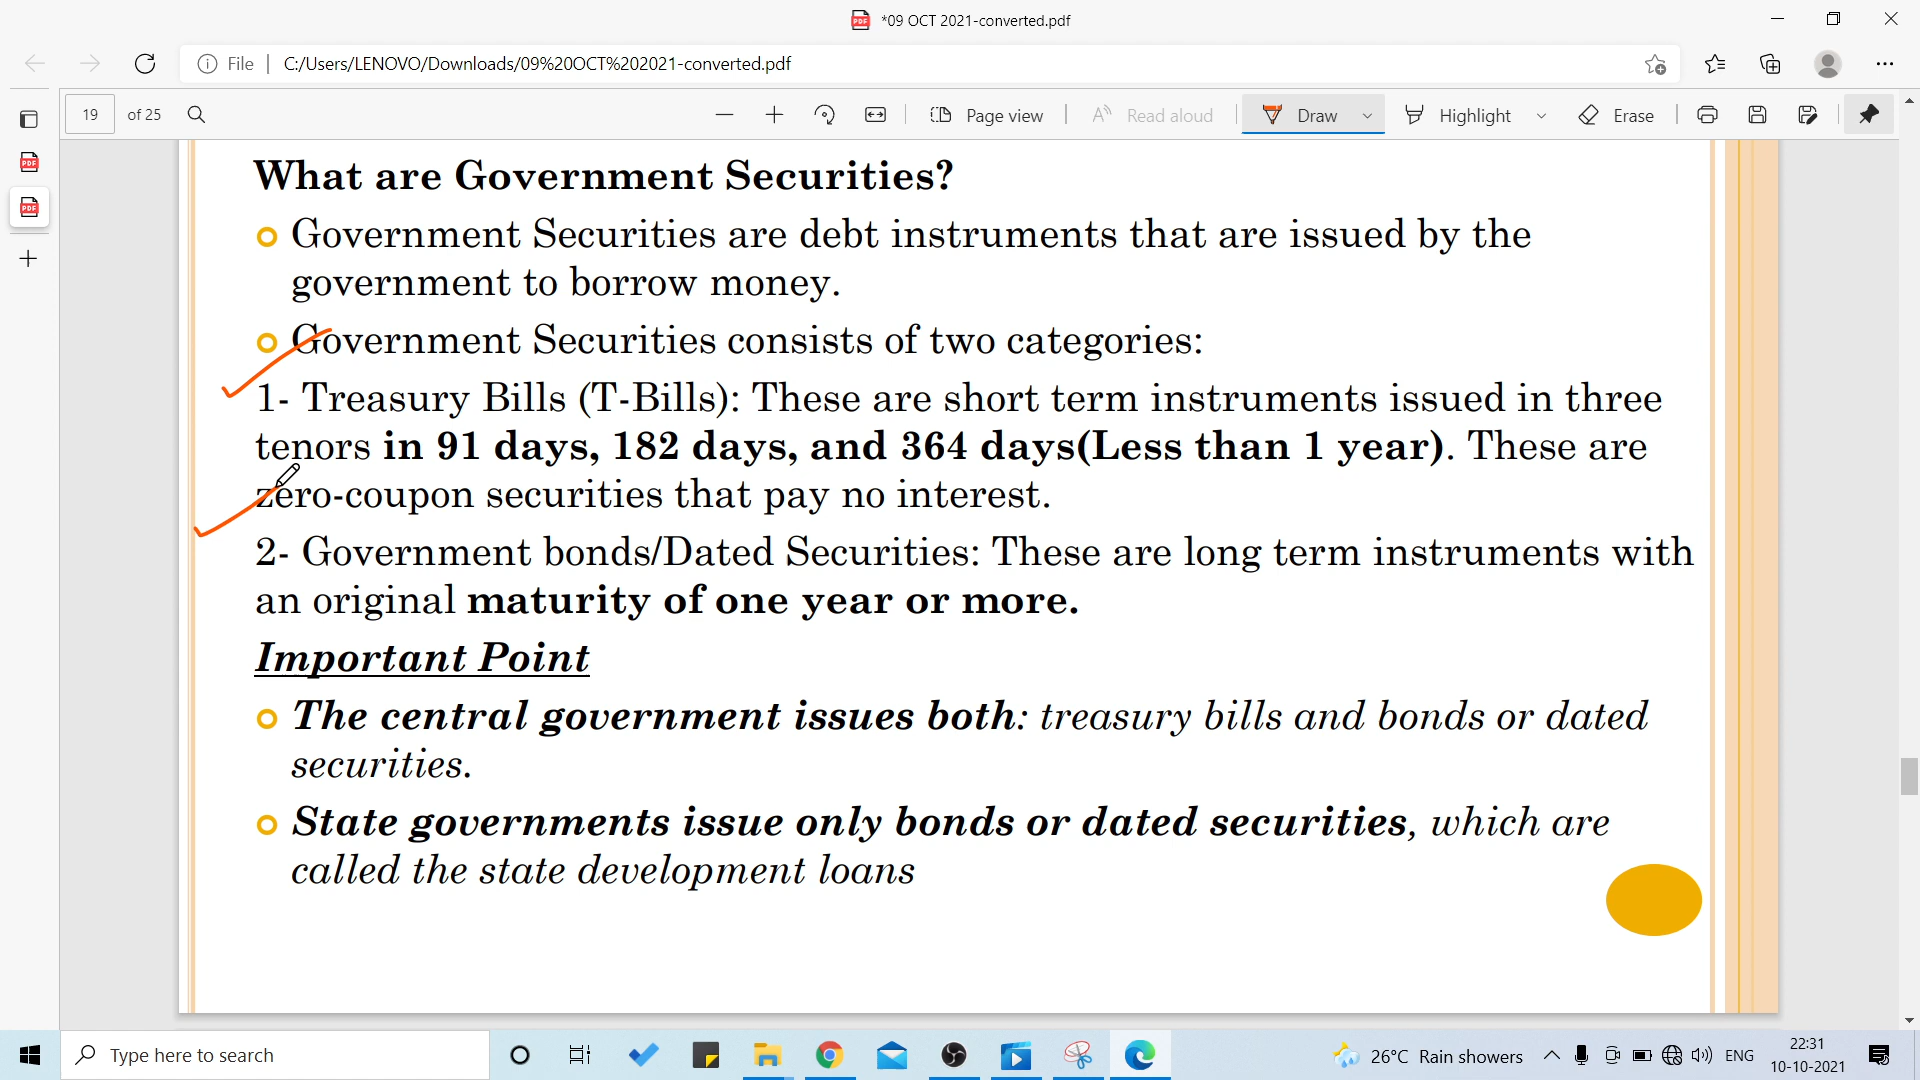 *09 OCT 2021-converted.pdf
File
C:/Users/LENOVO/Downloads/09%20OCT%202021-converted.pdf
19 of 25
Page view
Read aloud
Draw
Highlight
Erase
What are Government Securities?
Government Securities are debt instruments that are issued by the
government to borrow money.
Government Securities consists of two categories:
1- Treasury Bills (T-Bills): These are short term instruments issued in three
tenors in 91 days, 182 days, and 364 days(Less than 1 year). These are
zero-coupon securities that pay no interest.
2- Government bonds/Dated Securities: These are long term instruments with
an original maturity of one year or more.
Important Point
The central government issues both: treasury bills and bonds or dated
securities.
State governments issue only bonds or dated securities, which are
called the state development loans
Type here to search
26°C Rain showers
ENG
22:31
10-10-2021